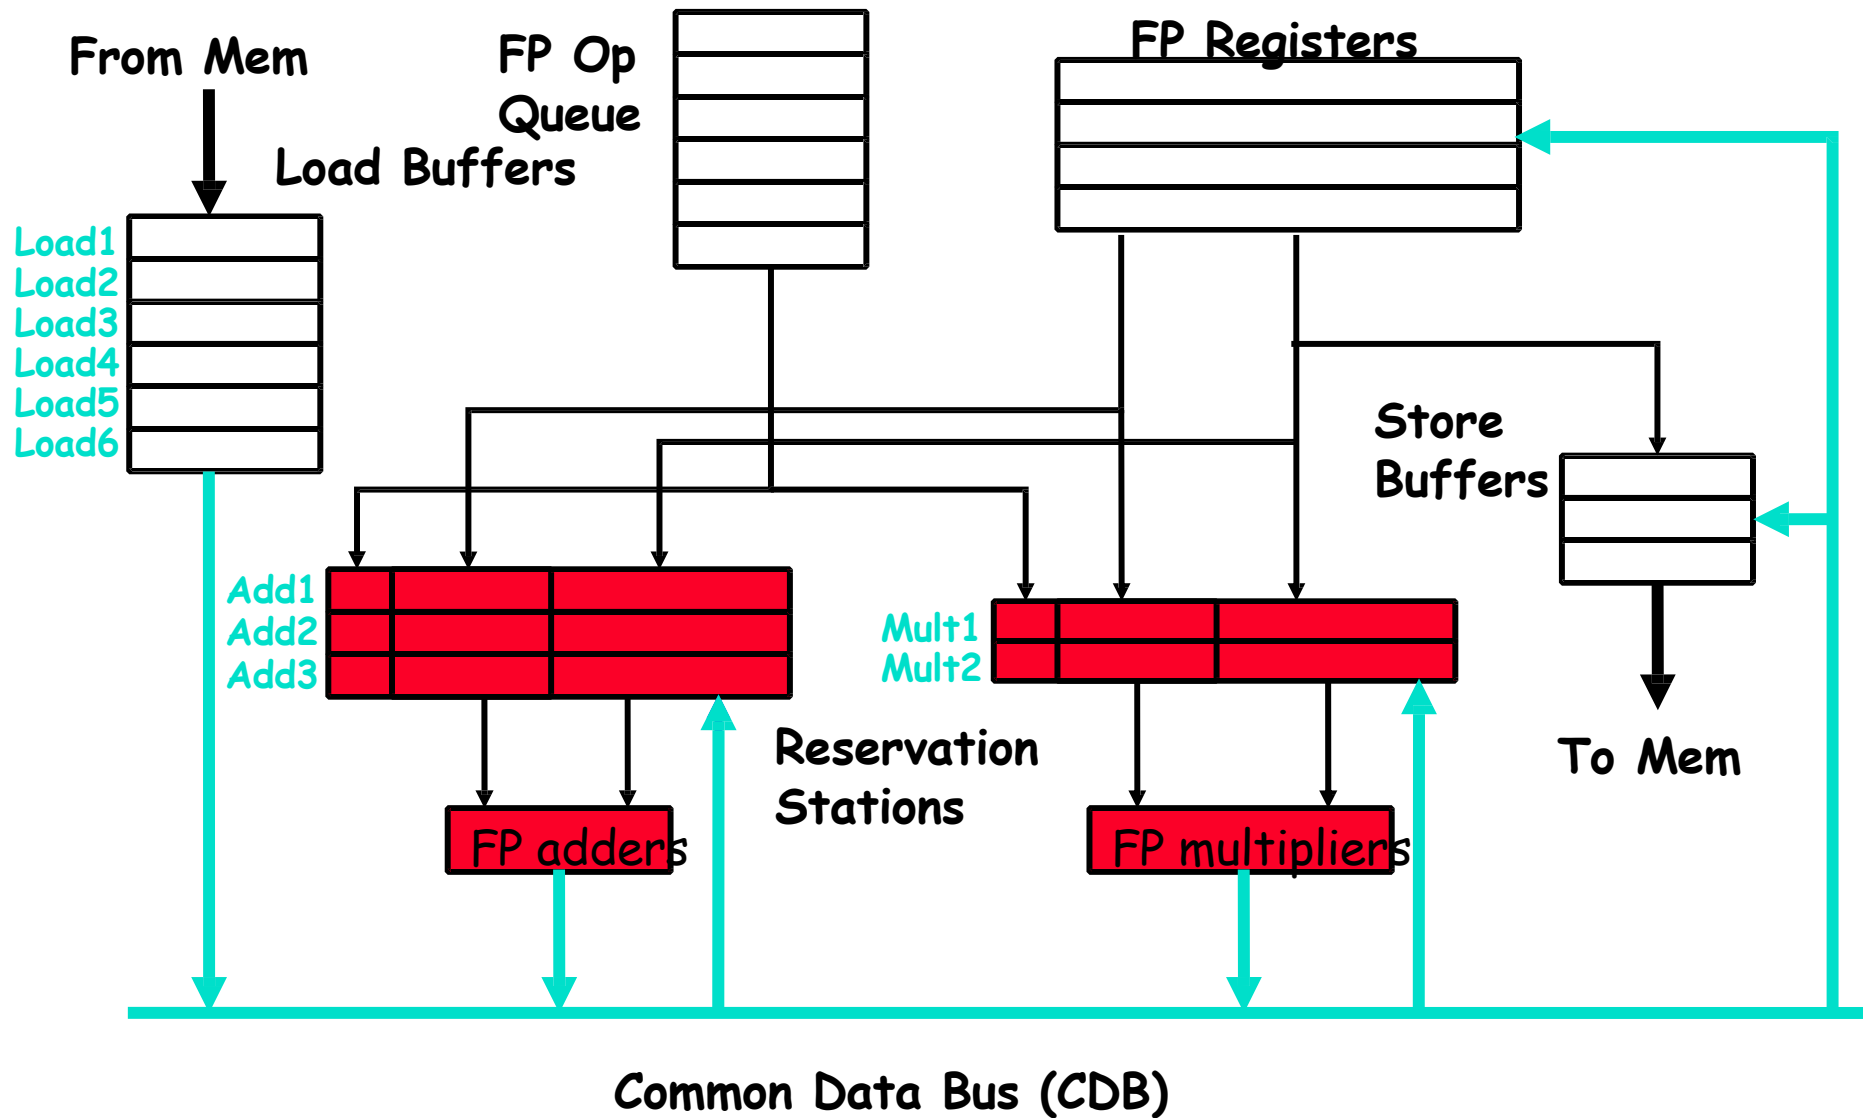 From Mem
FP Op
Queue
FP Registers
Load Buffers
Load1
Load2
Load3
Load4
Load5
Load6
Store
Buffers
Add1
Add2
Add3
Mult1
Mult2
Reservation
Stations
To Mem
FP adders
FP multipliers
Common Data Bus (CDB)